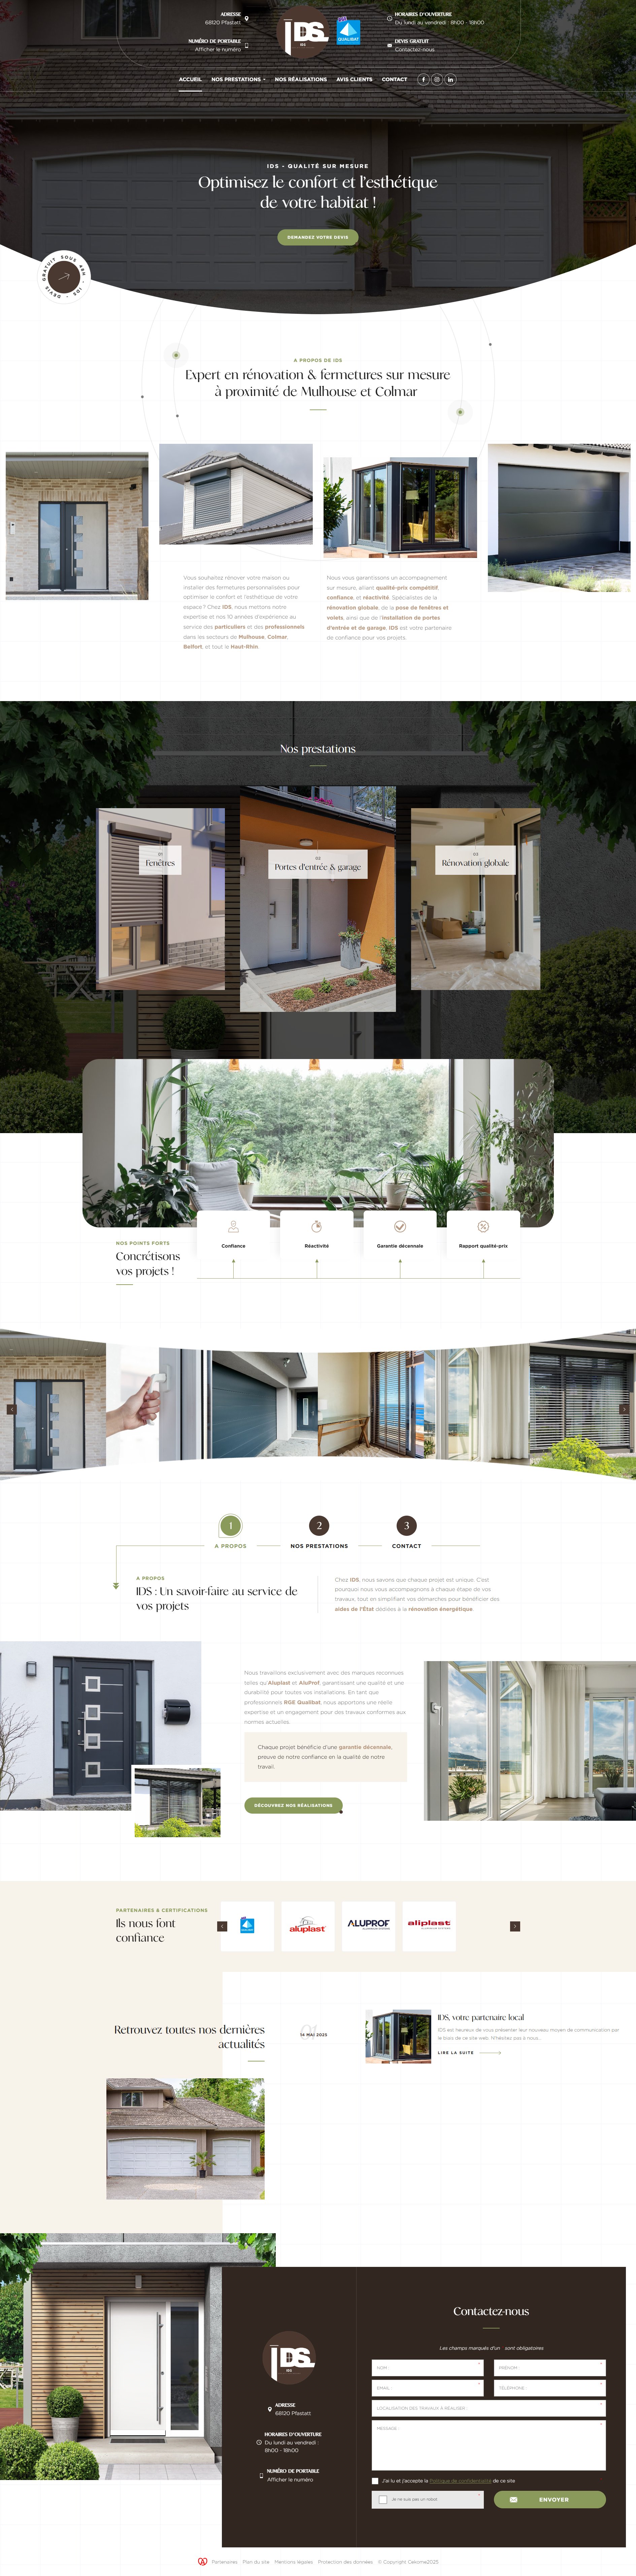 ADRESSE
68120 Pfastatt
NUMÉRO DE PORTABLE
Afficher le numéro
IDS
IDS
QUALIBAT
HORAIRES D'OUVERTURE
Du lundi au vendredi : 8h00 - 18h00
DEVIS GRATUIT
Contactez-nous
ACCUEIL
NOS PRESTATIONS
NOS RÉALISATIONS
AVIS CLIENTS
CONTACT
IDS - QUALITÉ SUR MESURE
Optimisez le confort et l'esthétique
de votre habitat !
DEMANDEZ VOTRE DEVIS
DEVIS GRATUIT SOUS 48H - IDS -
A PROPOS DE IDS
Expert en rénovation & fermetures sur mesure
à proximité de Mulhouse et Colmar
Vous souhaitez rénover votre maison ou
installer des fermetures personnalisées pour
optimiser le confort et l'esthétique de votre
espace ? Chez IDS, nous mettons notre
expertise et nos 10 années d'expérience au
service des particuliers et des professionnels
dans les secteurs de Mulhouse, Colmar,
Belfort, et tout le Haut-Rhin.
Nous vous garantissons un accompagnement
sur mesure, alliant qualité-prix compétitif,
confiance, et réactivité. Spécialistes de la
rénovation globale, de la pose de fenêtres et
volets, ainsi que de l'installation de portes
d'entrée et de garage, IDS est votre partenaire
de confiance pour vos projets.
Nos prestations
01
Fenêtres
02
Portes d'entrée & garage
03
Rénovation globale
NOS POINTS FORTS
Concrétisons
vos projets !
Confiance
Réactivité
Garantie décennale
Rapport qualité-prix
1
A PROPOS
2
NOS PRESTATIONS
3
CONTACT
A PROPOS
IDS : Un savoir-faire au service de
vos projets
Chez IDS, nous savons que chaque projet est unique. C'est
pourquoi nous vous accompagnons à chaque étape de vos
travaux, tout en simplifiant vos démarches pour bénéficier des
aides de l'État dédiées à la rénovation énergétique.
Nous travaillons exclusivement avec des marques reconnues
telles qu'Aluplast et AluProf, garantissant une qualité et une
durabilité pour toutes vos installations. En tant que
professionnels RGE Qualibat, nous apportons une réelle
expertise et un engagement pour des travaux conformes aux
normes actuelles.
Chaque projet bénéficie d'une garantie décennale,
preuve de notre confiance en la qualité de notre
travail.
DÉCOUVREZ NOS RÉALISATIONS
PARTENAIRES & CERTIFICATIONS
Ils nous font
confiance
aluplast
ALUPROF
aliplast
Retrouvez toutes nos dernières
actualités
01
14 MAI 2025
IDS, votre partenaire local
IDS est heureux de vous présenter leur nouveau moyen de communication par
le biais de ce site web. N'hésitez pas à nous...
LIRE LA SUITE
IDS
IDS
ADRESSE
68120 Pfastatt
HORAIRES D'OUVERTURE
Du lundi au vendredi :
8h00 - 18h00
NUMÉRO DE PORTABLE
Afficher le numéro
Contactez-nous
Les champs marqués d'un * sont obligatoires
NOM :
PRÉNOM :
EMAIL :
TÉLÉPHONE :
LOCALISATION DES TRAVAUX À RÉALISER :
MESSAGE :
J'ai lu et j'accepte la Politique de confidentialité de ce site
Je ne suis pas un robot
ENVOYER
Partenaires
Plan du site
Mentions légales
Protection des données
© Copyright Gerome2025